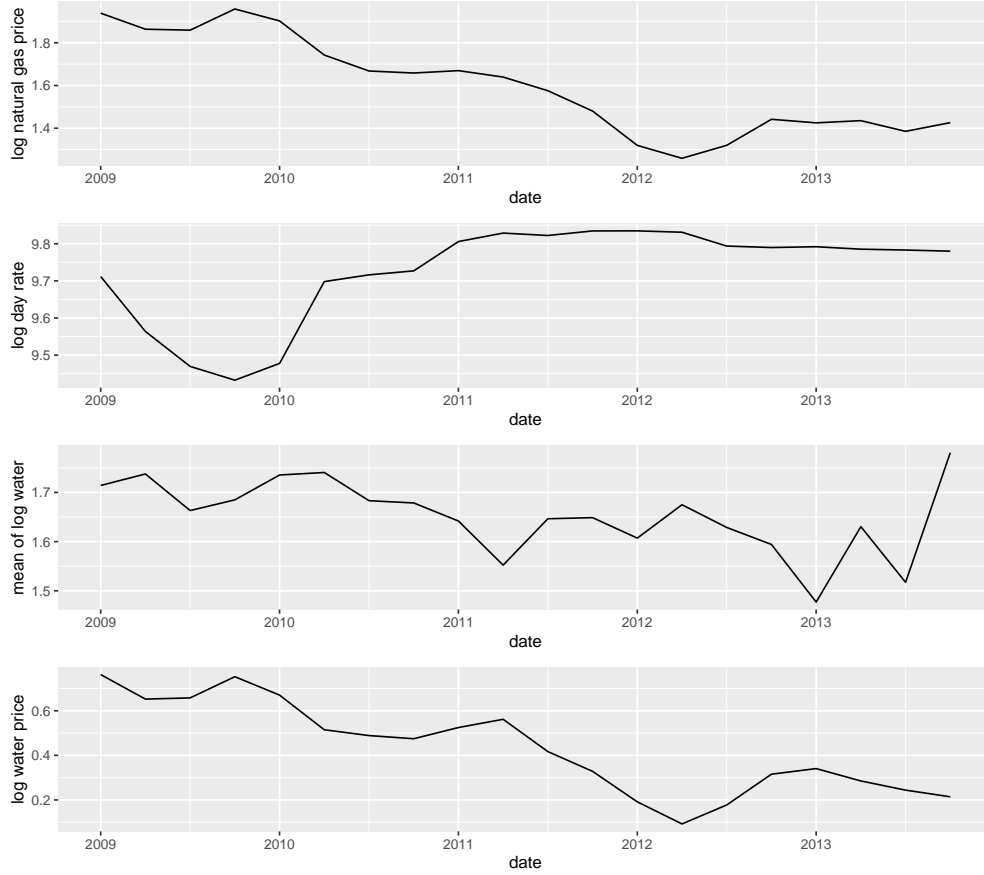 log natural gas price
1.8
1.6
1.4
2009 2010 2011 2012 2013
date
log day rate
9.8
9.7
9.6
9.5
2009 2010 2011 2012 2013
date
mean of log water
1.7
1.6
1.5
2009 2010 2011 2012 2013
date
log water price
0.6
0.4
0.2
2009 2010 2011 2012 2013
date